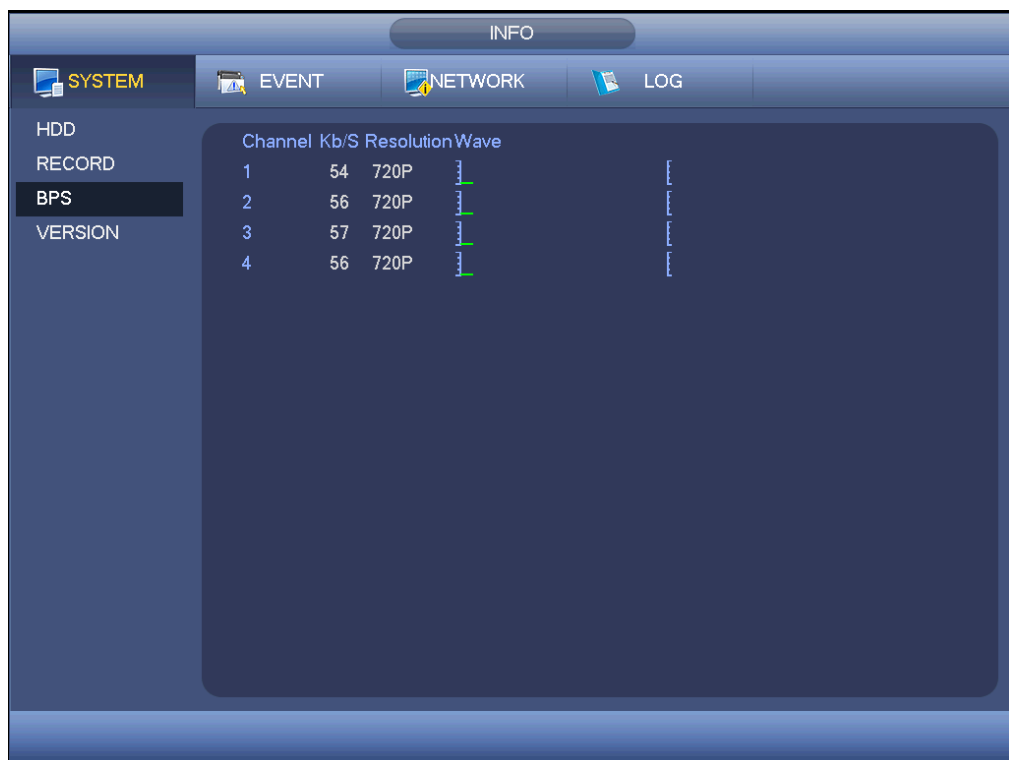 INFO
SYSTEM EVENT NETWORK LOG
HDD
RECORD
BPS
VERSION
Channel Kb/S Resolution Wave
1 54 720P
2 56 720P
3 57 720P
4 56 720P